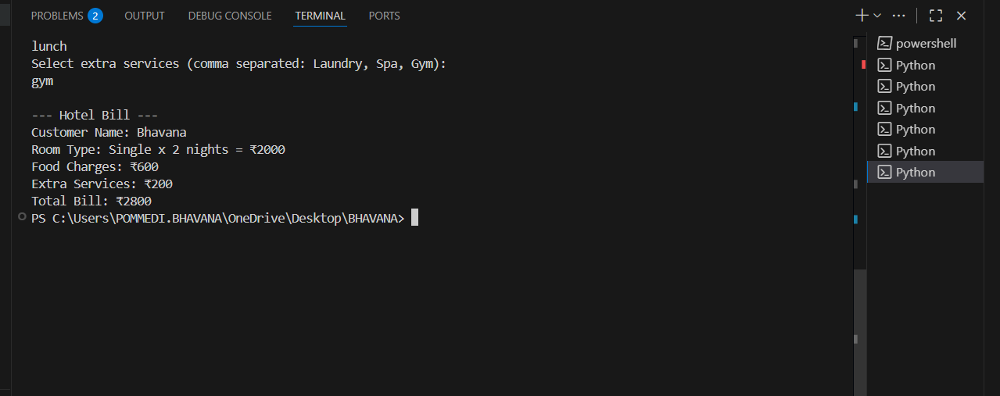 PROBLEMS 2 OUTPUT DEBUG CONSOLE TERMINAL PORTS
lunch
Select extra services (comma separated: Laundry, Spa, Gym):
gym
--- Hotel Bill ---
Customer Name: Bhavana
Room Type: Single x 2 nights = ₹2000
Food Charges: ₹600
Extra Services: ₹200
Total Bill: ₹2800
PS C:\Users\POMMEDI.BHAVANA\OneDrive\Desktop\BHAVANA>
powershell
Python
Python
Python
Python
Python
Python